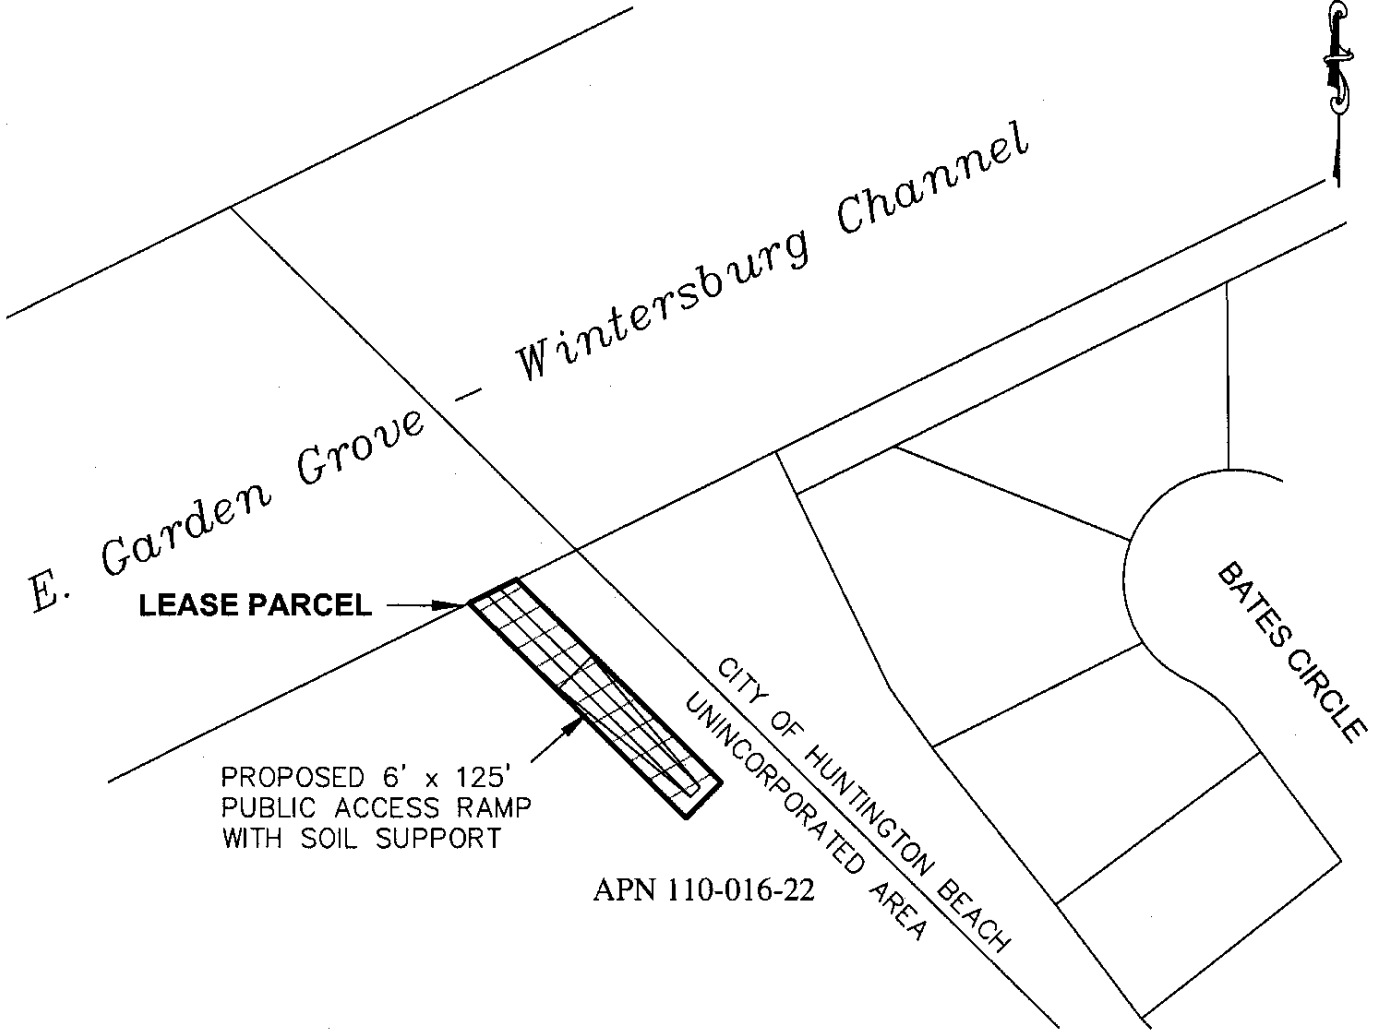 E. Garden Grove - Wintersburg Channel
LEASE PARCEL
PROPOSED 6' x 125'
PUBLIC ACCESS RAMP
WITH SOIL SUPPORT
CITY OF HUNTINGTON BEACH
UNINCORPORATED AREA
APN 110-016-22
BATES CIRCLE